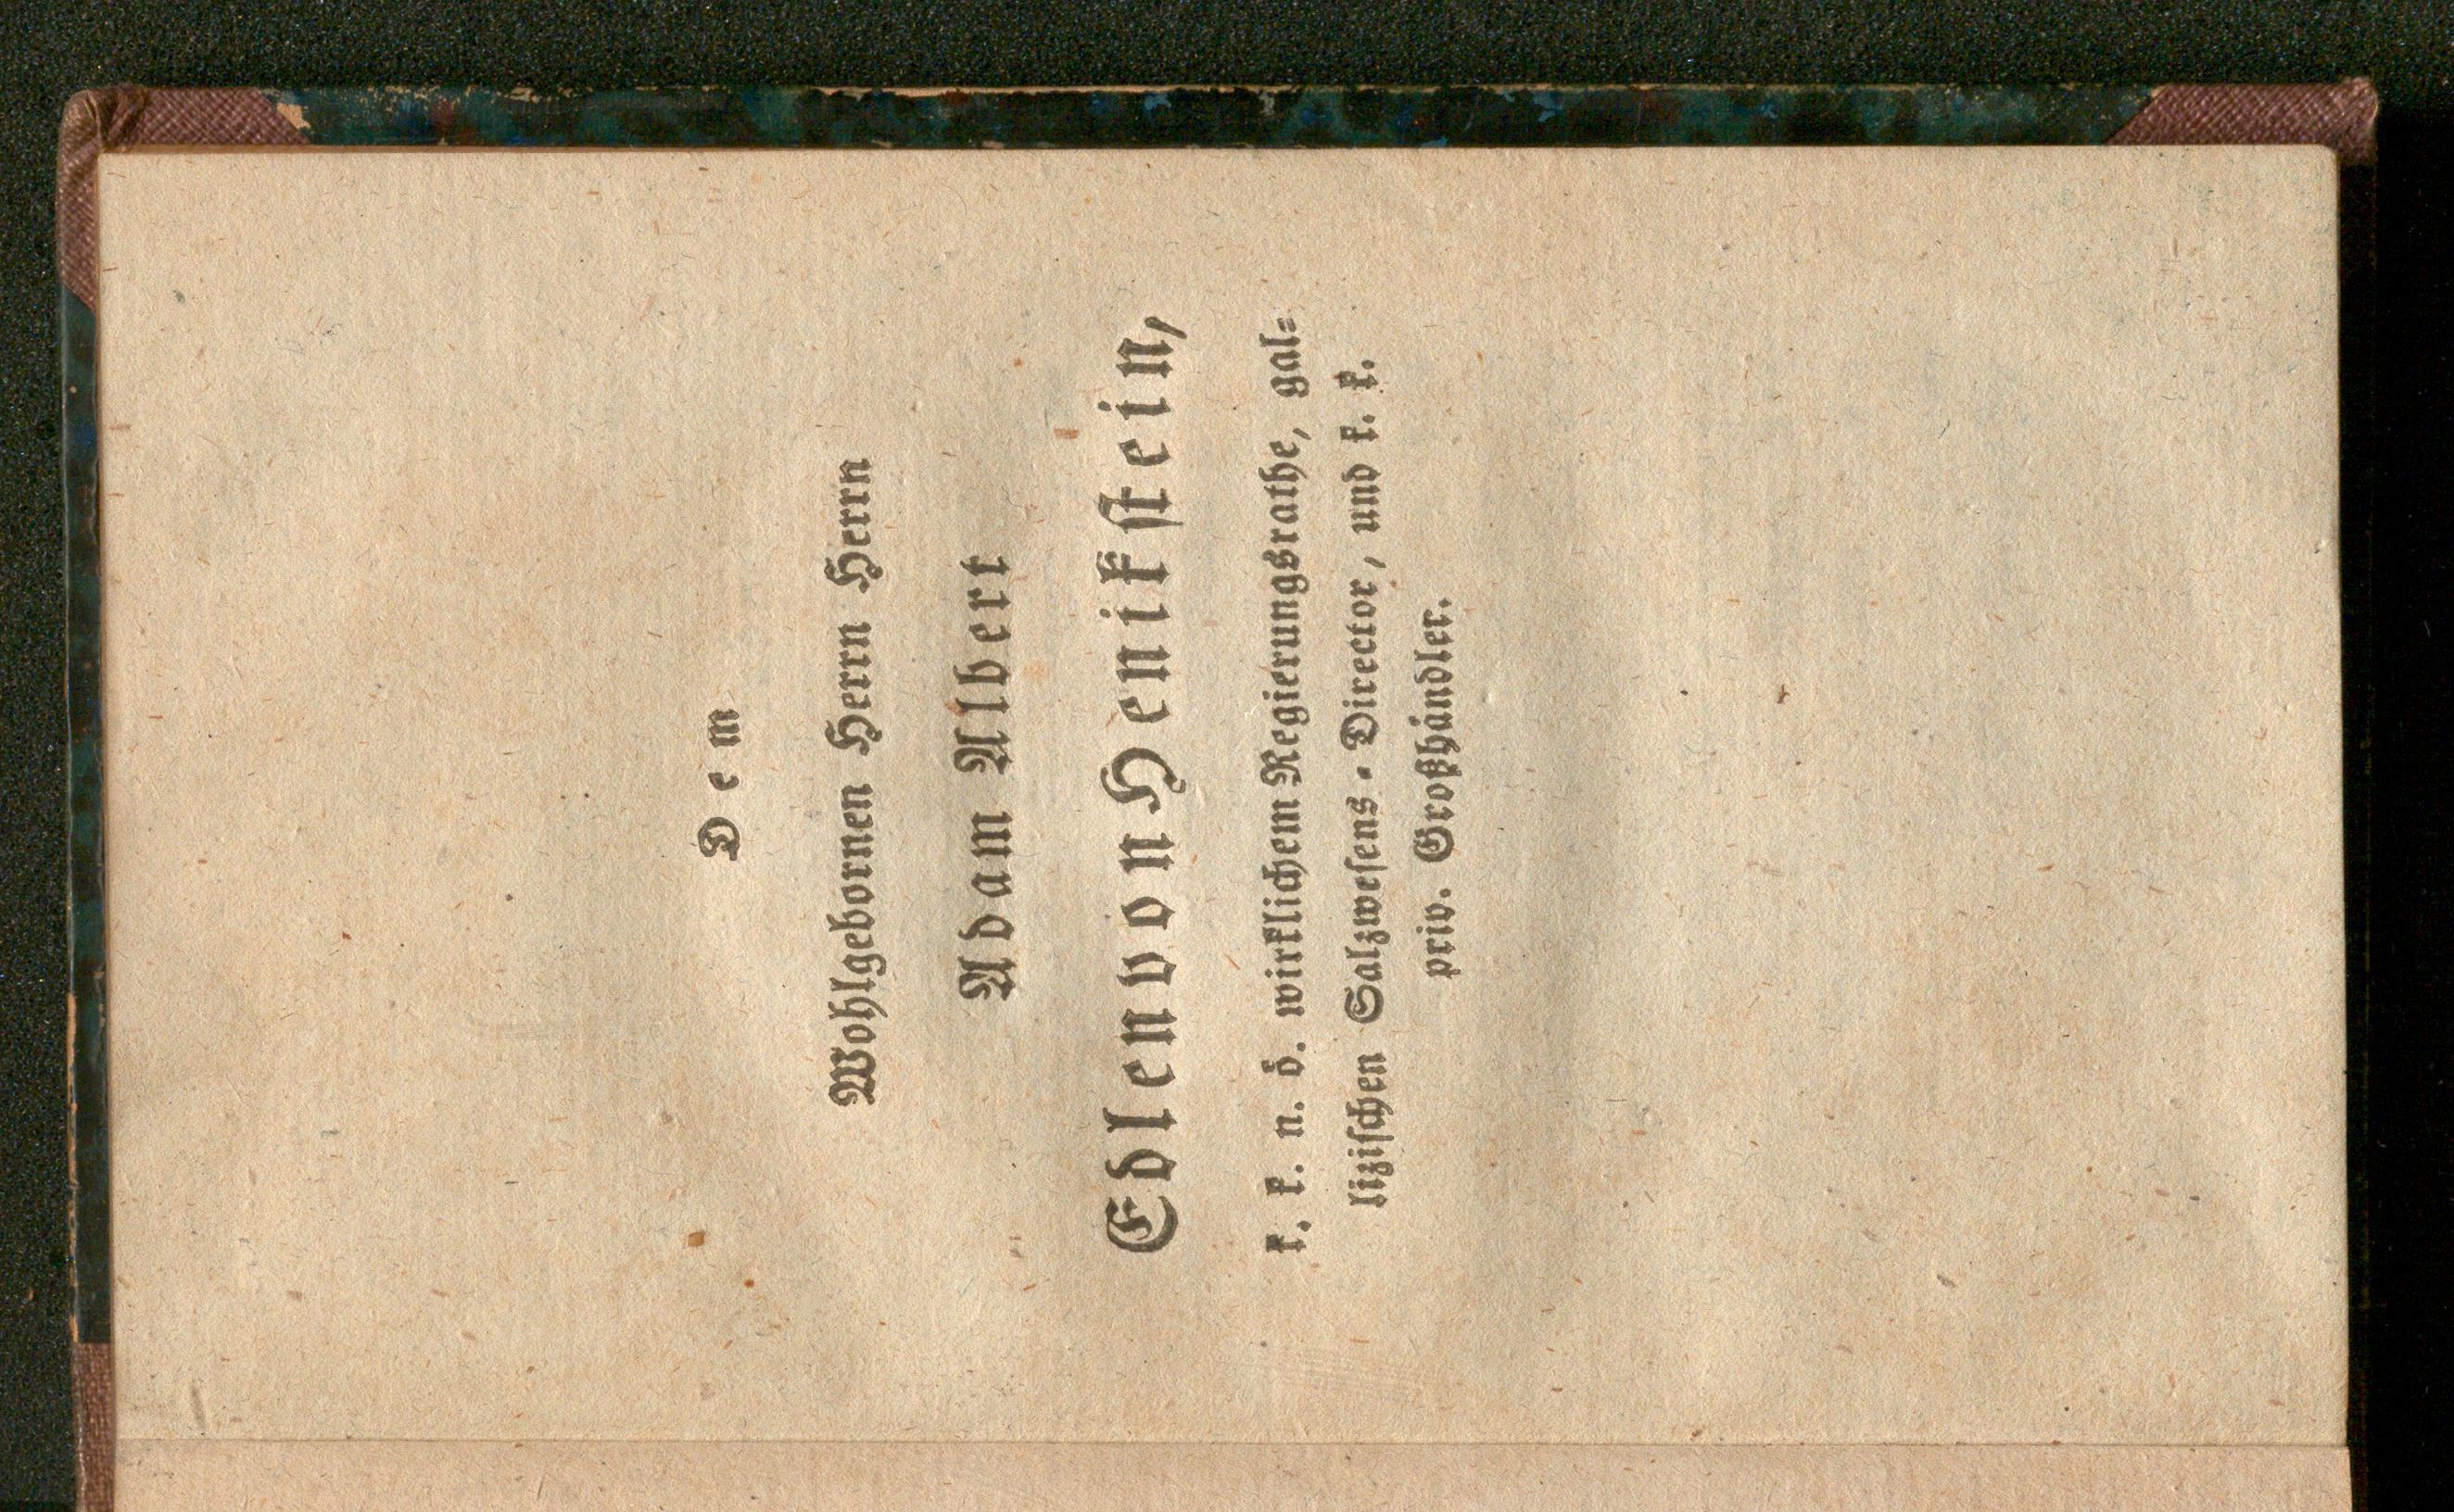 Dem
Wohlgebornen Herrn Herrn
Adam Albert
Edlen von Henikstein,
k. k. n. ö. wirklichem Regierungsrathe, gal=
lizischen Salzwesens=Director, und k. k.
priv. Großhändler.